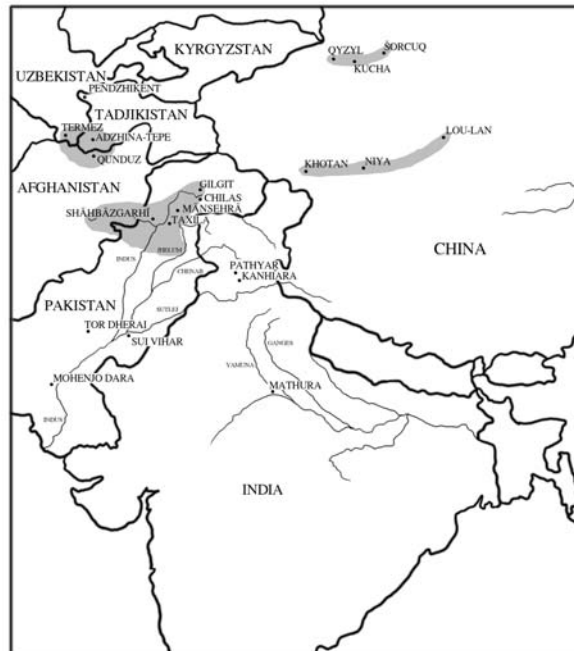 KYRGYZSTAN
QYZYL
ŠORCUQ
KUCHA
UZBEKISTAN
PENDZHIKENT
TADJIKISTAN
TERMEZ
ADZHINA-TEPE
QUNDUZ
LOU-LAN
KHOTAN
NIYA
AFGHANISTAN
GILGIT
CHILAS
MĀNSEHRĀ
SHĀHBĀZGARHĪ
TAXILA
CHINA
JHELUM
INDUS
CHENAB
PATHYAR
KANHIARA
PAKISTAN
SUTLEJ
TOR DHERAI
SUI VIHAR
GANGES
YAMUNA
MOHENJO DARA
MATHURA
INDUS
INDIA